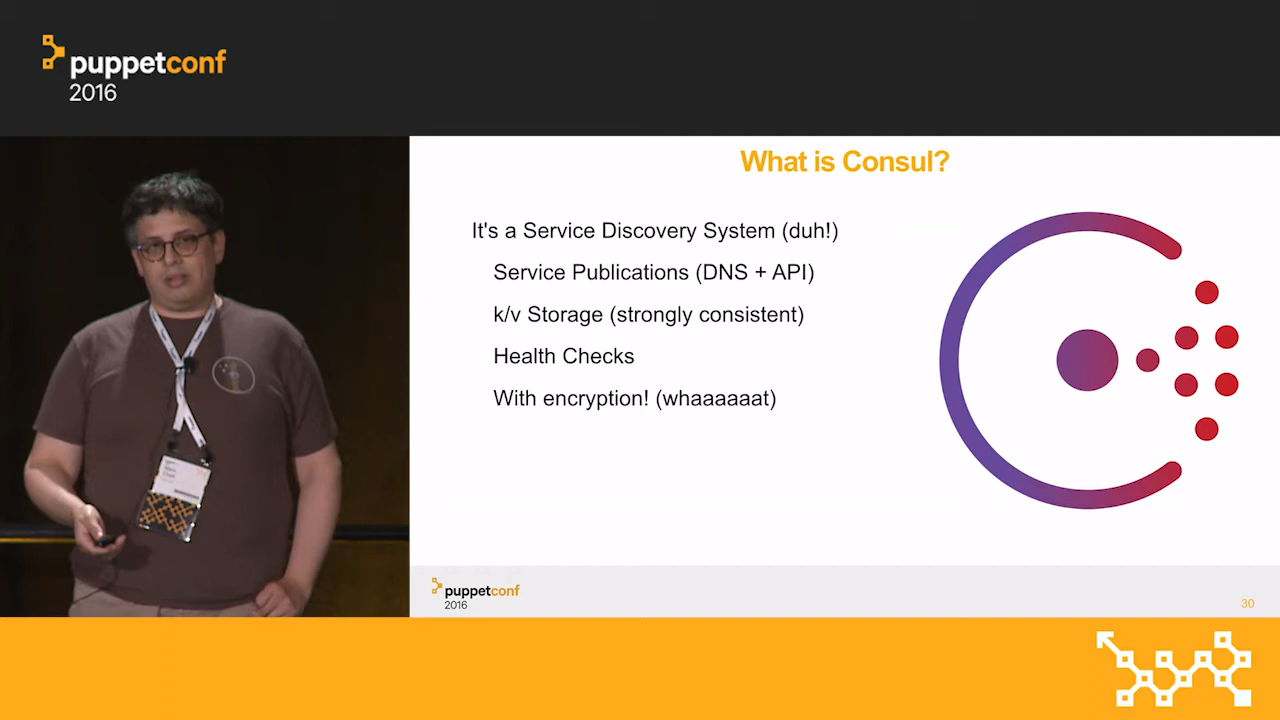 puppetconf
2016
What is Consul?
It's a Service Discovery System (duh!)
Service Publications (DNS + API)
k/v Storage (strongly consistent)
Health Checks
With encryption! (whaaaaaat)
puppetconf
2016
30